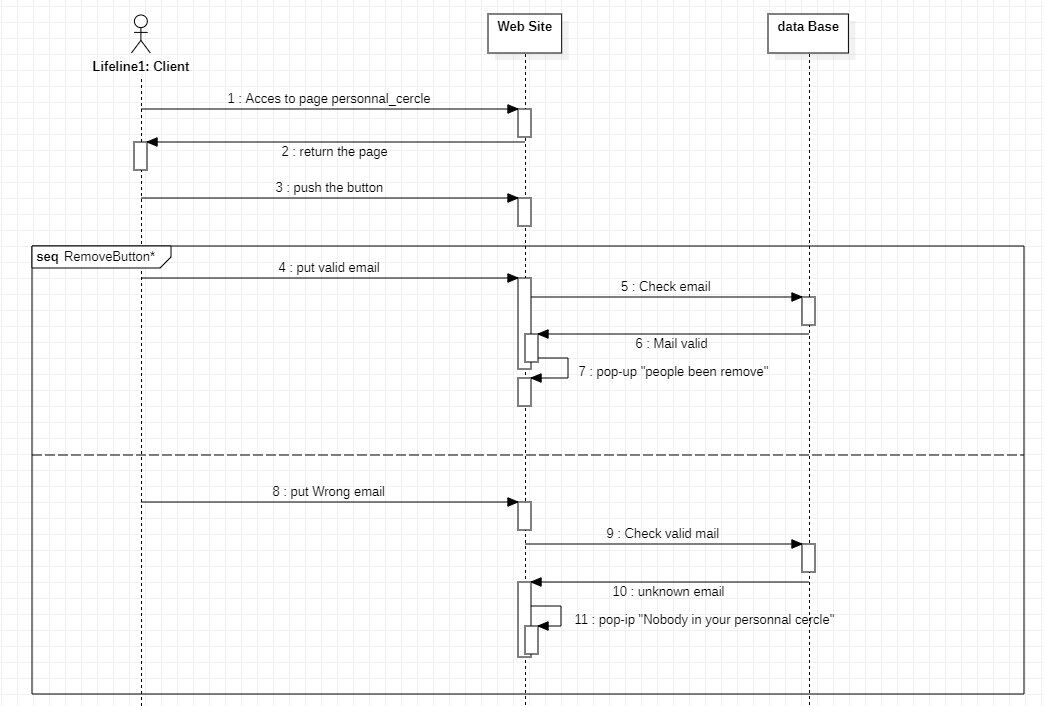 Web Site
data Base
Lifeline1: Client
1 : Acces to page personnal_cercle
2 : return the page
3 : push the button
seq RemoveButton*
4 : put valid email
5 : Check email
6 : Mail valid
7 : pop-up "people been remove"
8 : put Wrong email
9 : Check valid mail
10 : unknown email
11 : pop-ip "Nobody in your personnal cercle"